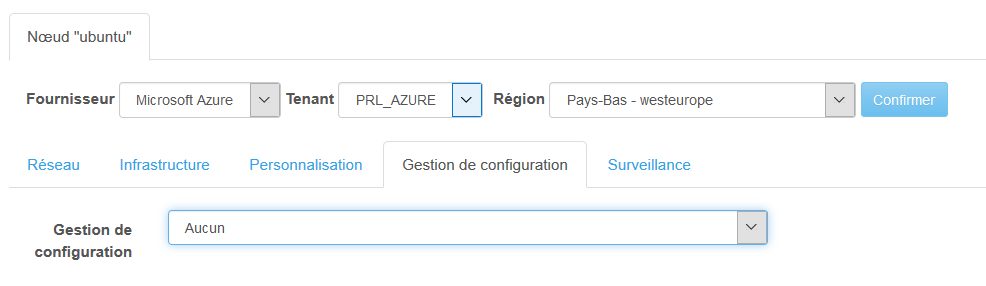 Nœud "ubuntu"
Fournisseur Microsoft Azure Tenant PRL_AZURE Région Pays-Bas - westeurope Confirmer
Réseau Infrastructure Personnalisation Gestion de configuration Surveillance
Gestion de Aucun
configuration